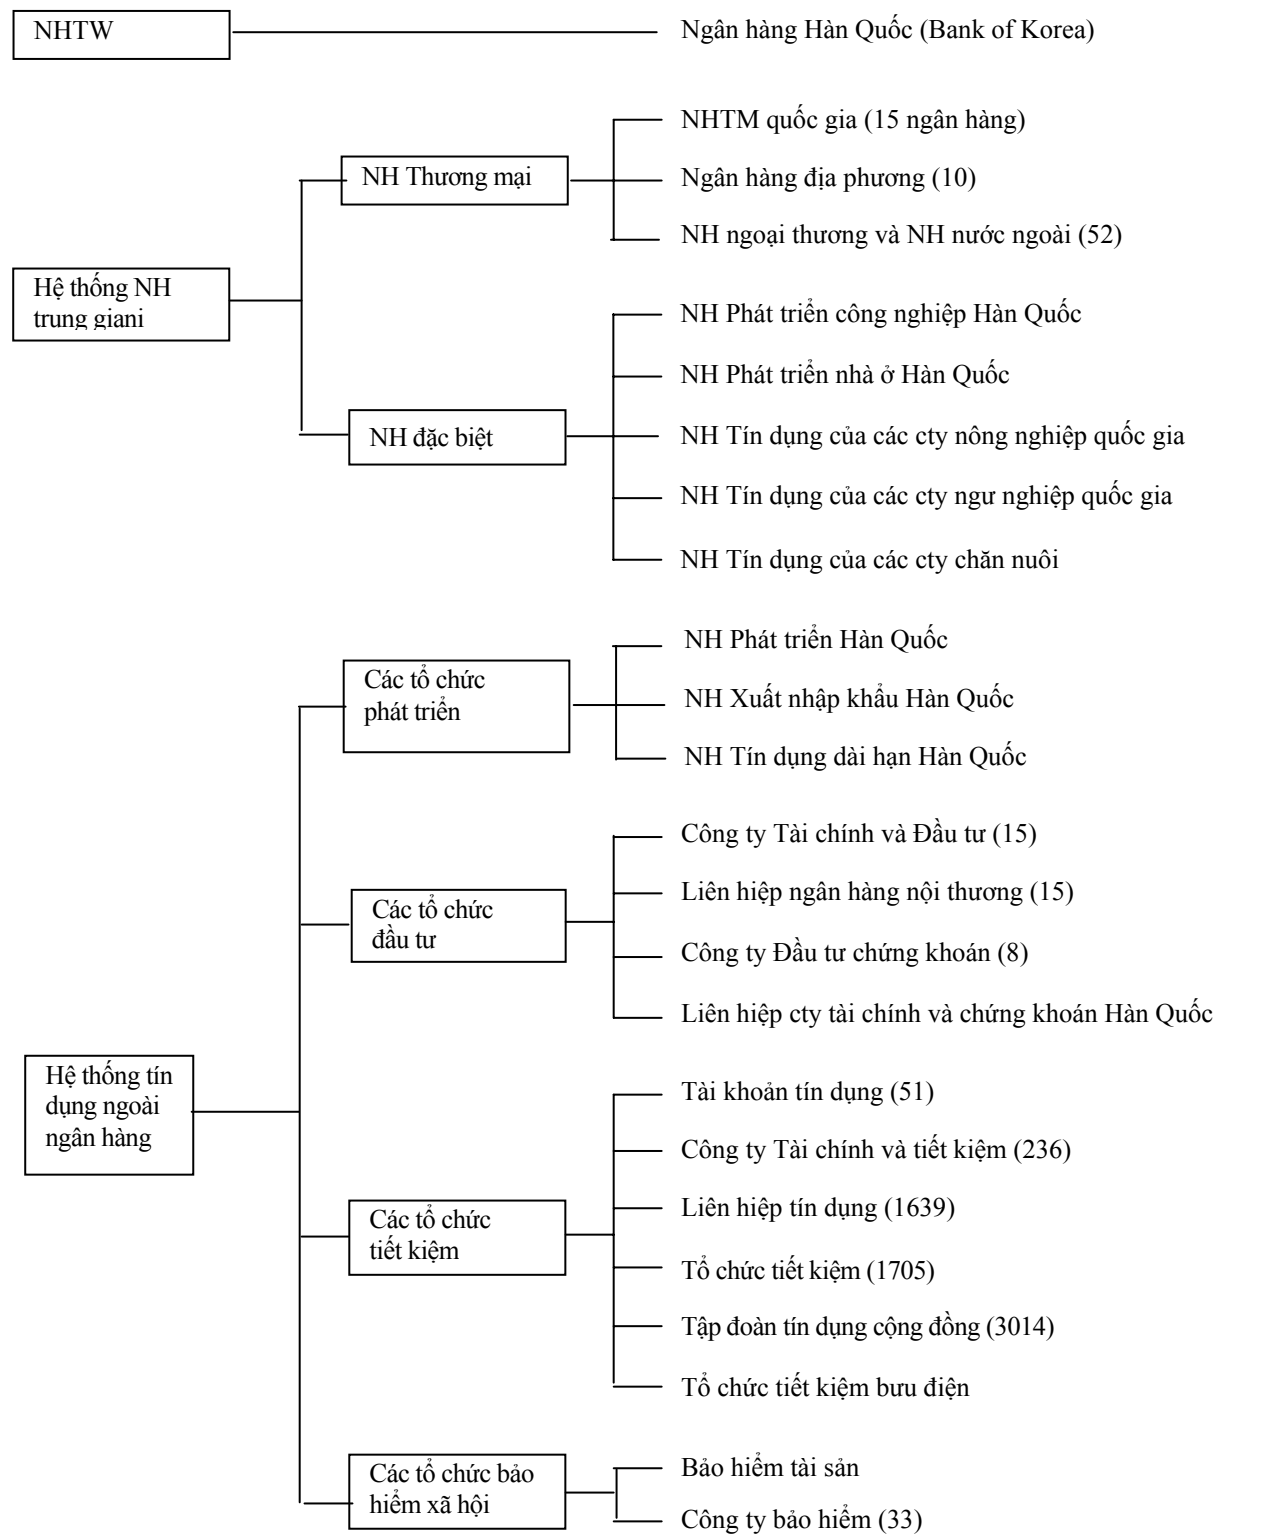 NHTW
Ngân hàng Hàn Quốc (Bank of Korea)
NHTM quốc gia (15 ngân hàng)
NH Thương mại
Ngân hàng địa phương (10)
NH ngoại thương và NH nước ngoài (52)
Hệ thống NH
trung giani
NH Phát triển công nghiệp Hàn Quốc
NH Phát triển nhà ở Hàn Quốc
NH đặc biệt
NH Tín dụng của các cty nông nghiệp quốc gia
NH Tín dụng của các cty ngư nghiệp quốc gia
NH Tín dụng của các cty chăn nuôi
NH Phát triển Hàn Quốc
Các tổ chức
phát triển
NH Xuất nhập khẩu Hàn Quốc
NH Tín dụng dài hạn Hàn Quốc
Công ty Tài chính và Đầu tư (15)
Liên hiệp ngân hàng nội thương (15)
Các tổ chức
đầu tư
Công ty Đầu tư chứng khoán (8)
Liên hiệp cty tài chính và chứng khoán Hàn Quốc
Hệ thống tín
dụng ngoài
ngân hàng
Tài khoản tín dụng (51)
Công ty Tài chính và tiết kiệm (236)
Liên hiệp tín dụng (1639)
Các tổ chức
tiết kiệm
Tổ chức tiết kiệm (1705)
Tập đoàn tín dụng cộng đồng (3014)
Tổ chức tiết kiệm bưu điện
Các tổ chức bảo
hiểm xã hội
Bảo hiểm tài sản
Công ty bảo hiểm (33)